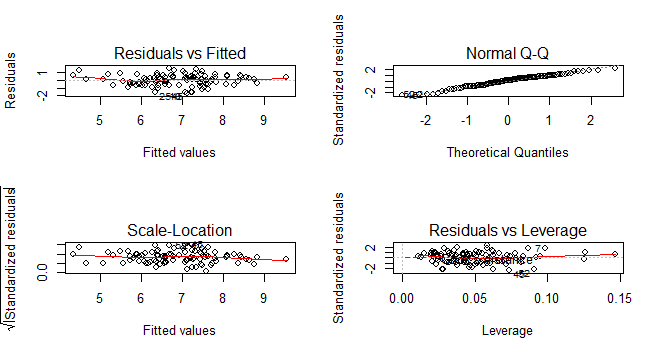 Residuals vs Fitted
Residuals
1
-2
5 6 7 8 9
Fitted values
Normal Q-Q
Standardized residuals
2
-2
-2 -1 0 1 2
Theoretical Quantiles
Scale-Location
√|Standardized residuals|
0.0
5 6 7 8 9
Fitted values
Residuals vs Leverage
Standardized residuals
2
-2
7
0.00 0.05 0.10 0.15
Leverage